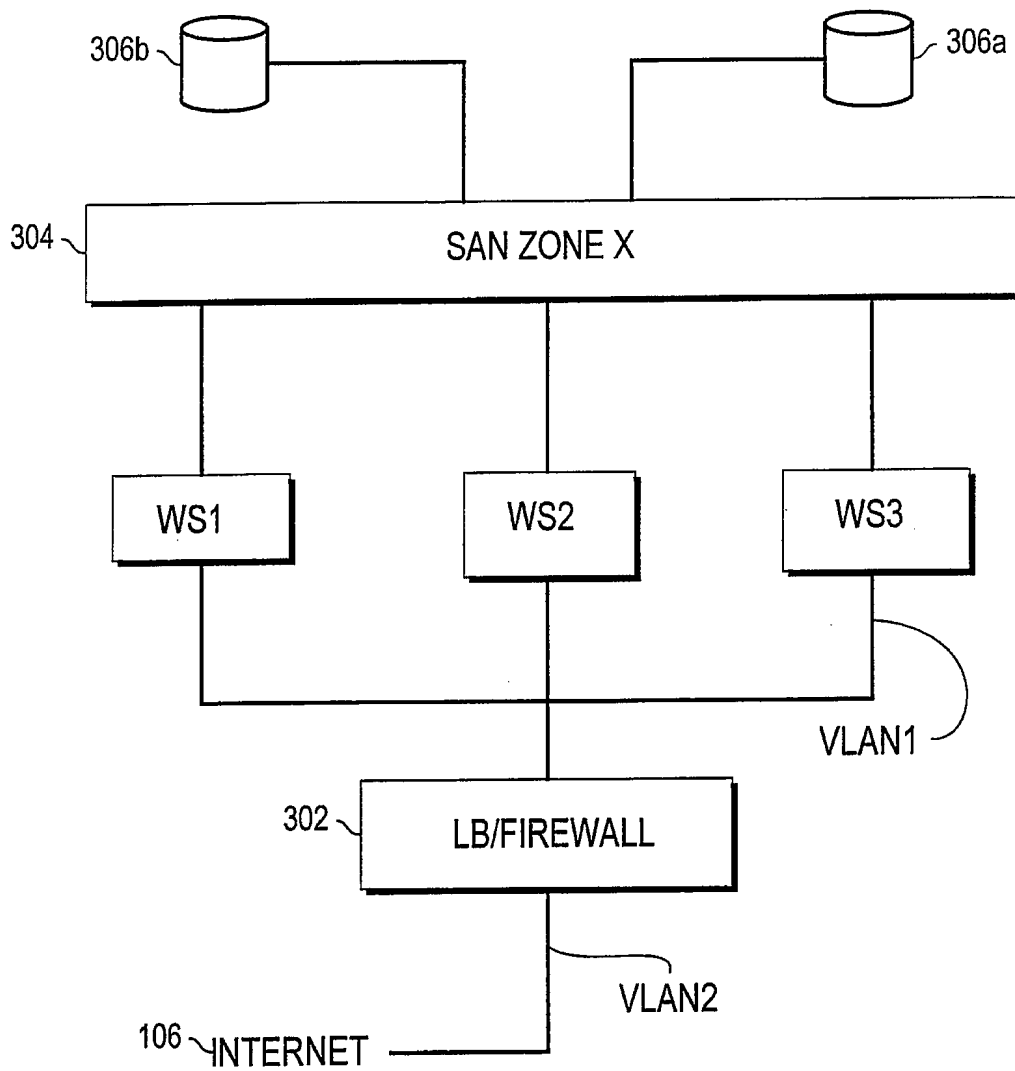 306b
306a
304
SAN ZONE X
WS1
WS2
WS3
VLAN1
302
LB/FIREWALL
VLAN2
106
INTERNET